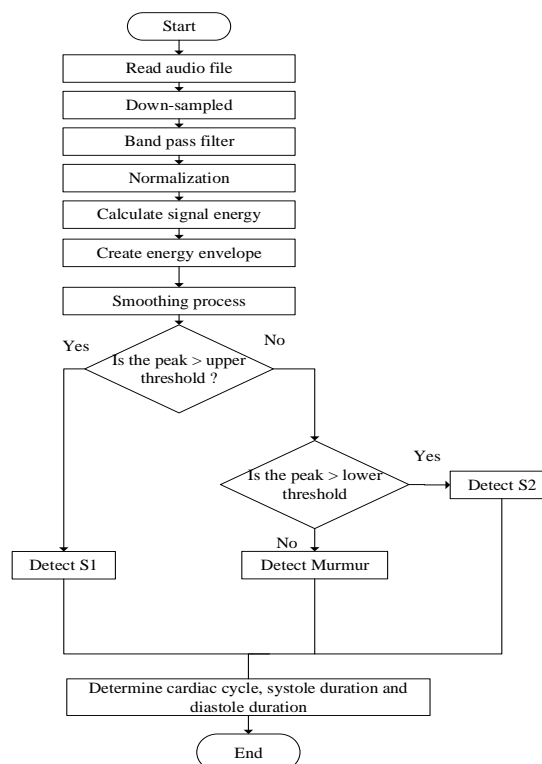 Start
Read audio file
Down-sampled
Band pass filter
Normalization
Calculate signal energy
Create energy envelope
Smoothing process
Yes
No
Is the peak > upper
threshold ?
Yes
Is the peak > lower
threshold
Detect S2
No
Detect S1
Detect Murmur
Determine cardiac cycle, systole duration and
diastole duration
End